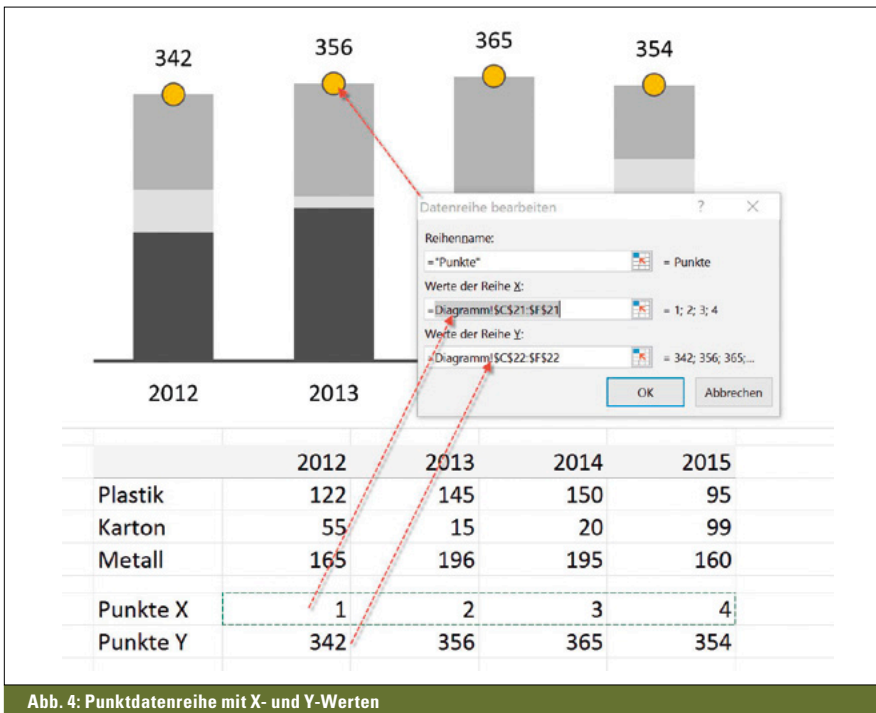 342 356 365 354
Datenreihe bearbeiten ? ×
Reihenname:
="Punkte" = Punkte
Werte der Reihe X:
=Diagramm!$C$21:$F$21 = 1; 2; 3; 4
Werte der Reihe Y:
=Diagramm!$C$22:$F$22 = 342; 356; 365;...
OK Abbrechen
2012 2013
2012 2013 2014 2015
Plastik 122 145 150 95
Karton 55 15 20 99
Metall 165 196 195 160
Punkte X 1 2 3 4
Punkte Y 342 356 365 354
Abb. 4: Punktdatenreihe mit X- und Y-Werten